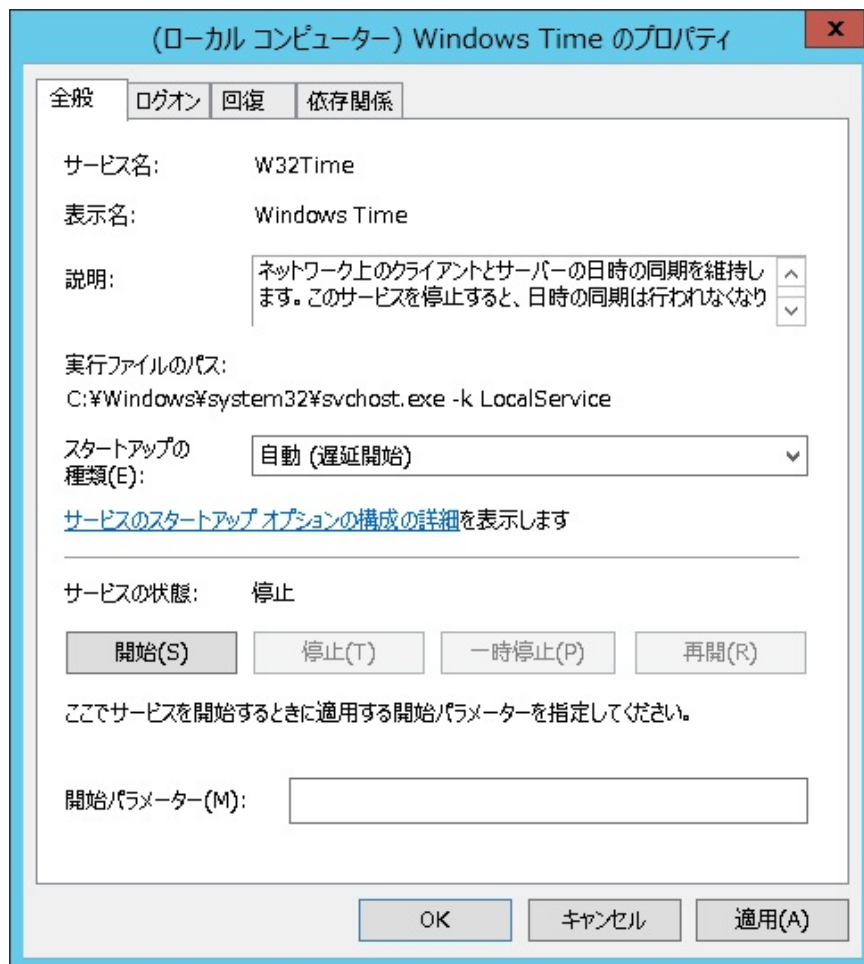 (ローカル コンピューター) Windows Time のプロパティ
x
全般 ログオン 回復 依存関係
サービス名: W32Time
表示名: Windows Time
説明: ネットワーク上のクライアントとサーバーの日時の同期を維持し
ます。このサービスを停止すると、日時の同期は行われなくなり
実行ファイルのパス:
C:¥Windows¥system32¥svchost.exe -k LocalService
スタートアップの
種類(E): 自動 (遅延開始)
サービスのスタートアップ オプションの構成の詳細を表示します
サービスの状態: 停止
開始(S) 停止(T) 一時停止(P) 再開(R)
ここでサービスを開始するときに適用する開始パラメーターを指定してください。
開始パラメーター(M):
OK キャンセル 適用(A)